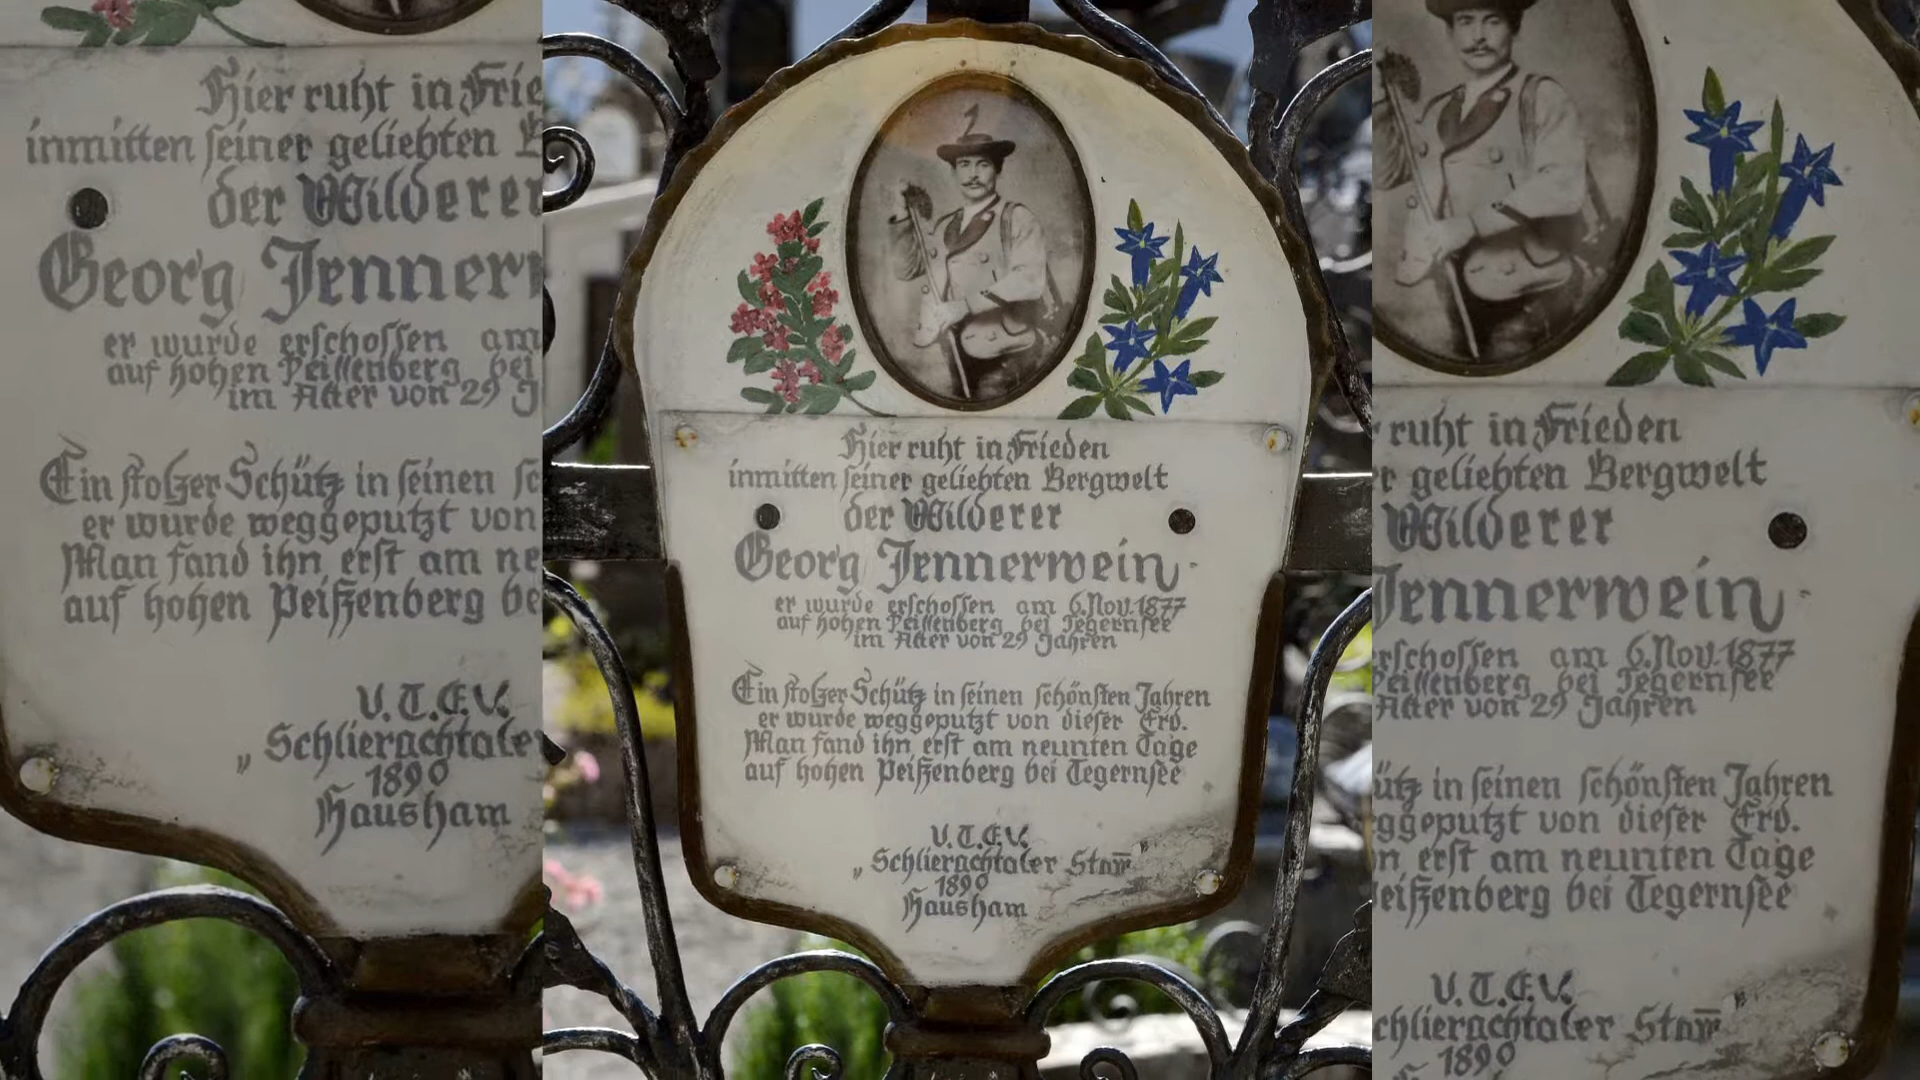 Hier ruht in Frieden
inmitten seiner geliebten Bergwelt
der Wilderer
Georg Jennerwein
er wurde erschossen am 6. Nov. 1877
auf hohen Peissenberg bei Tegernsee
im Alter von 29 Jahren
Ein stolzer Schütz in seinen schönsten Jahren
er wurde weggeputzt von dieser Erd.
Man fand ihn erst am neunten Tage
auf hohen Peißenberg bei Tegernsee
V.T.E.V.
„Schlierachtaler Stam̅"
1890
Hausham